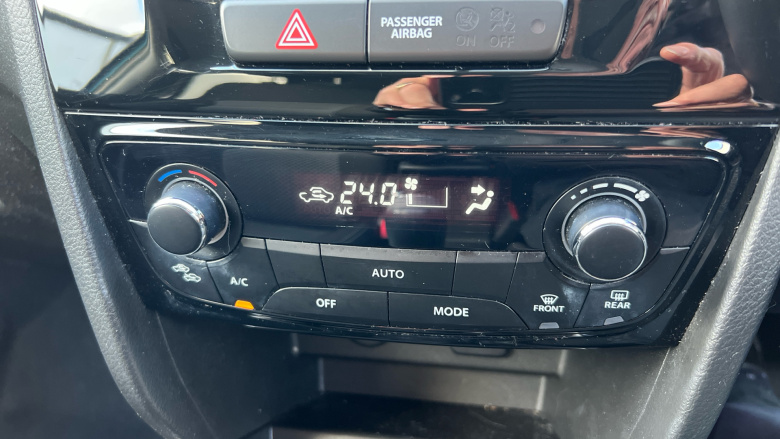 PASSENGER
AIRBAG
ON OFF
24.0
A/C
A/C
AUTO
OFF
MODE
FRONT
REAR